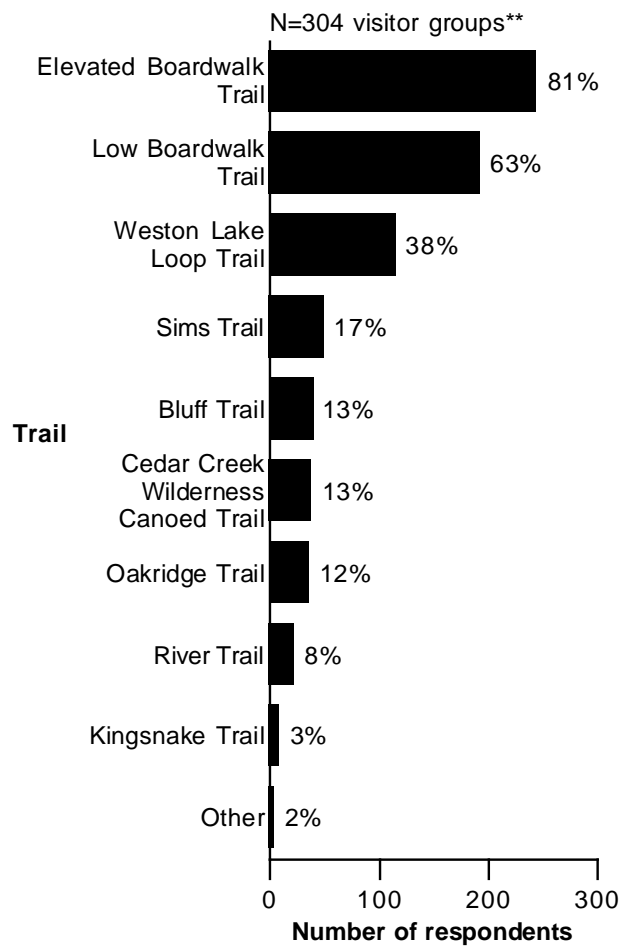 N=304 visitor groups**
Elevated Boardwalk
Trail
81%
Low Boardwalk
Trail
63%
Weston Lake
Loop Trail
38%
Sims Trail
17%
Bluff Trail
13%
Trail
Cedar Creek
Wilderness
Canoed Trail
13%
Oakridge Trail
12%
River Trail
8%
Kingsnake Trail
3%
Other
2%
0 100 200 300
Number of respondents